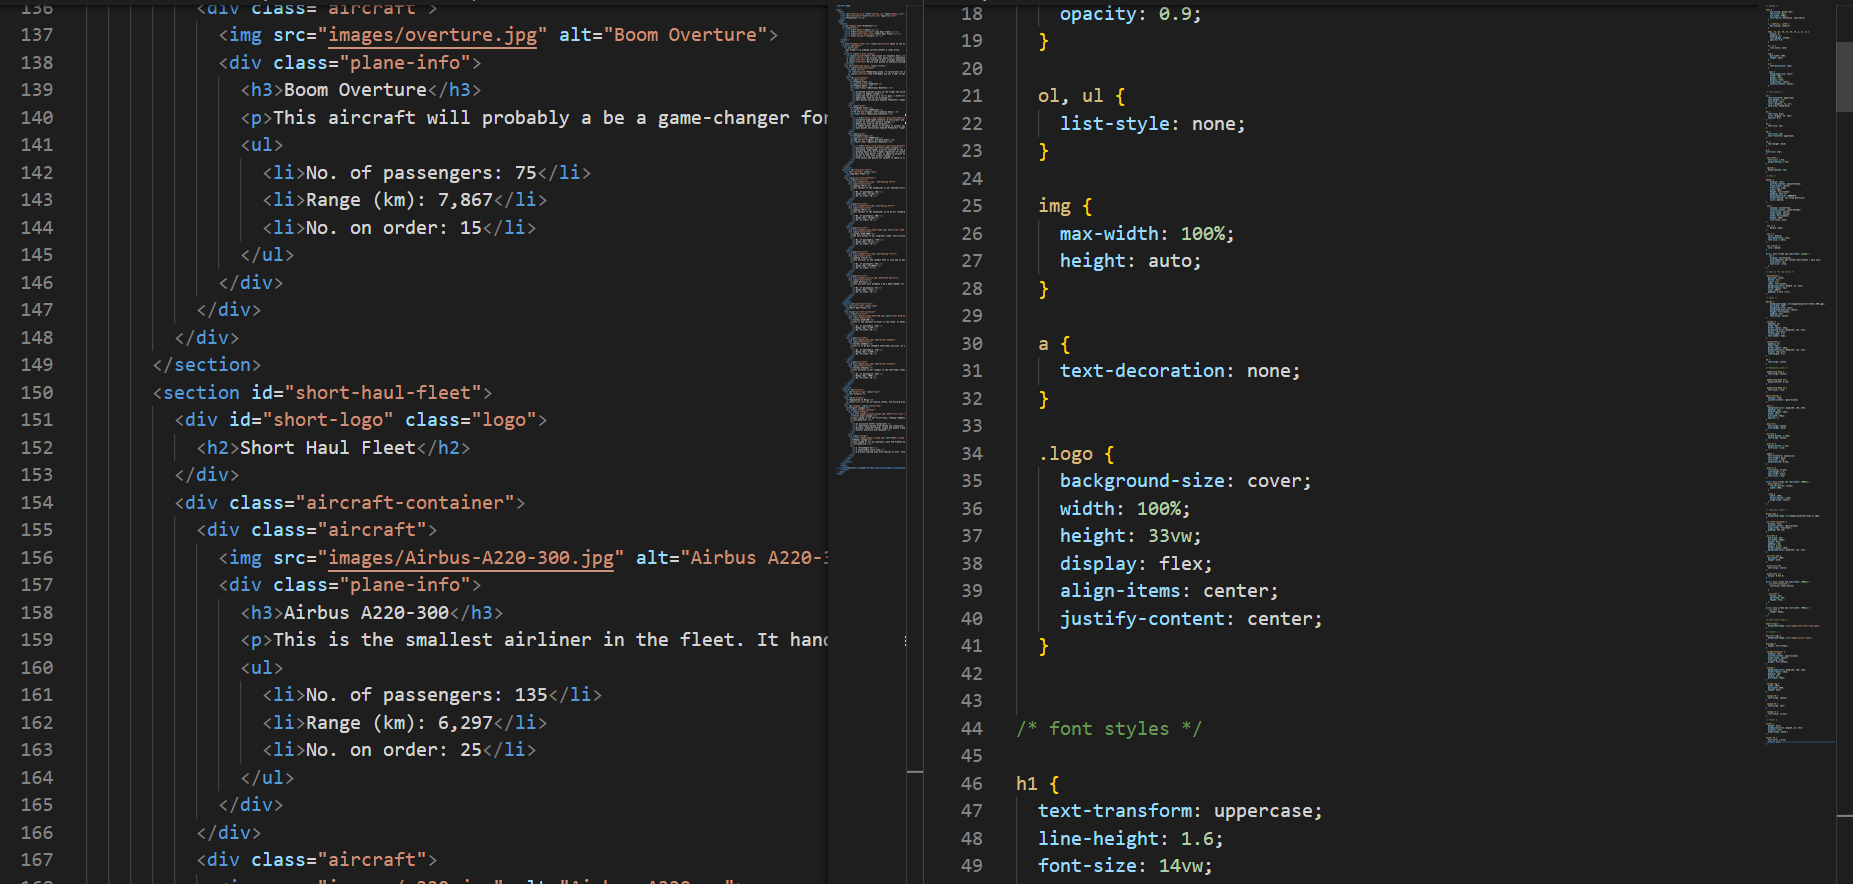 136 <div class="aircraft">
137 <img src="images/overture.jpg" alt="Boom Overture">
138 <div class="plane-info">
139 <h3>Boom Overture</h3>
140 <p>This aircraft will probably a be a game-changer for
141 <ul>
142 <li>No. of passengers: 75</li>
143 <li>Range (km): 7,867</li>
144 <li>No. on order: 15</li>
145 </ul>
146 </div>
147 </div>
148 </div>
149 </section>
150 <section id="short-haul-fleet">
151 <div id="short-logo" class="logo">
152 <h2>Short Haul Fleet</h2>
153 </div>
154 <div class="aircraft-container">
155 <div class="aircraft">
156 <img src="images/Airbus-A220-300.jpg" alt="Airbus A220-3
157 <div class="plane-info">
158 <h3>Airbus A220-300</h3>
159 <p>This is the smallest airliner in the fleet. It hand
160 <ul>
161 <li>No. of passengers: 135</li>
162 <li>Range (km): 6,297</li>
163 <li>No. on order: 25</li>
164 </ul>
165 </div>
166 </div>
167 <div class="aircraft">
18 opacity: 0.9;
19 }
20
21 ol, ul {
22 list-style: none;
23 }
24
25 img {
26 max-width: 100%;
27 height: auto;
28 }
29
30 a {
31 text-decoration: none;
32 }
33
34 .logo {
35 background-size: cover;
36 width: 100%;
37 height: 33vw;
38 display: flex;
39 align-items: center;
40 justify-content: center;
41 }
42
43
44 /* font styles */
45
46 h1 {
47 text-transform: uppercase;
48 line-height: 1.6;
49 font-size: 14vw;